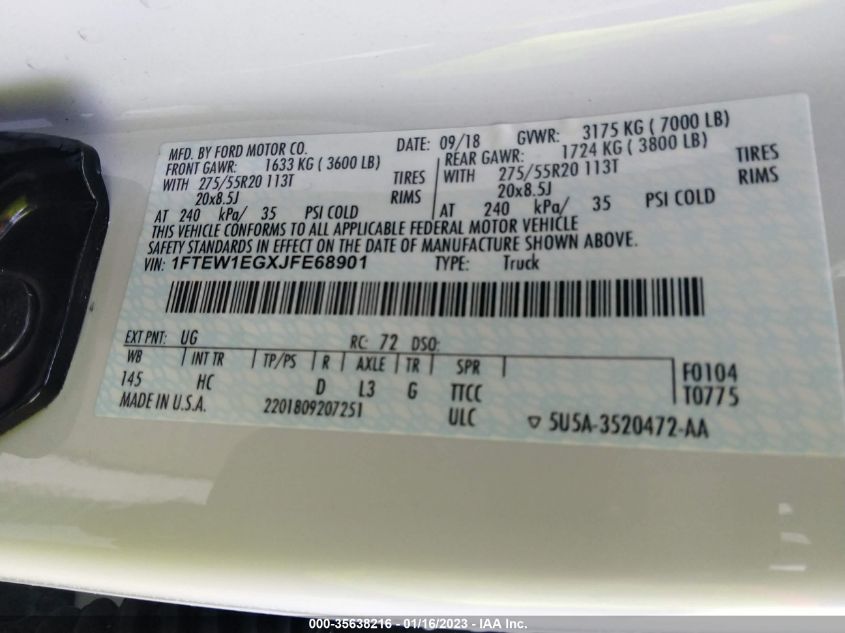 MFD. BY FORD MOTOR CO. DATE: 09/18 GVWR: 3175 KG ( 7000 LB)
FRONT GAWR: 1633 KG ( 3600 LB) REAR GAWR: 1724 KG ( 3800 LB)
WITH 275/55R20 113T TIRES WITH 275/55R20 113T TIRES
20x8.5J RIMS 20x8.5J RIMS
AT 240 kPa/ 35 PSI COLD AT 240 kPa/ 35 PSI COLD
THIS VEHICLE CONFORMS TO ALL APPLICABLE FEDERAL MOTOR VEHICLE
SAFETY STANDARDS IN EFFECT ON THE DATE OF MANUFACTURE SHOWN ABOVE.
VIN: 1FTEW1EGXJFE68901 TYPE: Truck
EXT PNT: UG RC: 72 DSO:
WB INT TR TP/PS R AXLE TR SPR F0104
145 HC D L3 G TTCC T0775
MADE IN U.S.A. 2201809207251 ULC ▽ 5U5A-3520472-AA
000-35638216 - 01/16/2023 - IAA Inc.